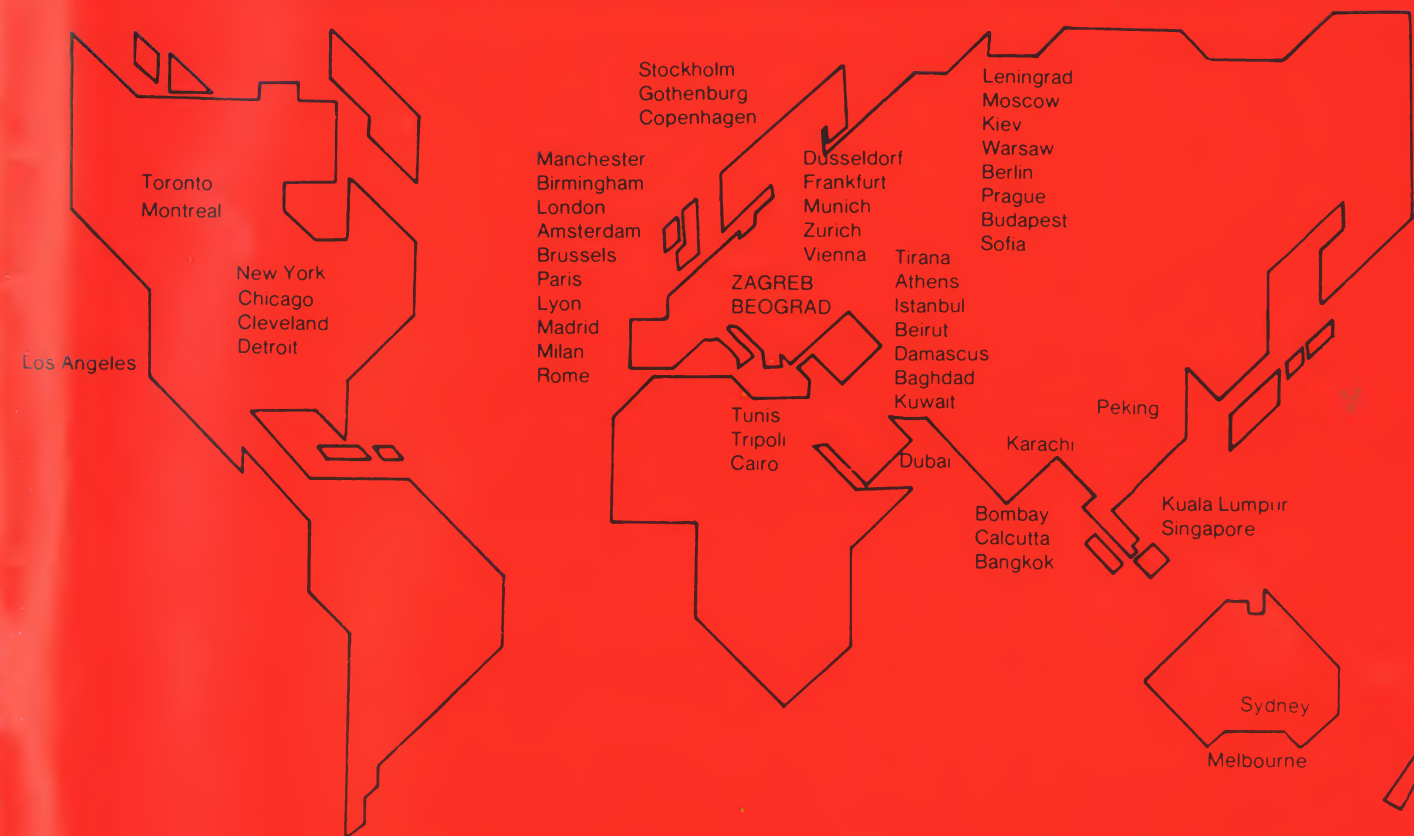 Stockholm
Gothenburg
Copenhagen
Leningrad
Moscow
Kiev
Warsaw
Berlin
Prague
Budapest
Sofia
Manchester
Birmingham
London
Amsterdam
Brussels
Paris
Lyon
Madrid
Milan
Rome
Dusseldorf
Frankfurt
Munich
Zurich
Vienna
Toronto
Montreal
New York
Chicago
Cleveland
Detroit
Los Angeles
ZAGREB
BEOGRAD
Tirana
Athens
Istanbul
Beirut
Damascus
Baghdad
Kuwait
Tunis
Tripoli
Cairo
Dubai
Karachi
Peking
Bombay
Calcutta
Bangkok
Kuala Lumpur
Singapore
Sydney
Melbourne